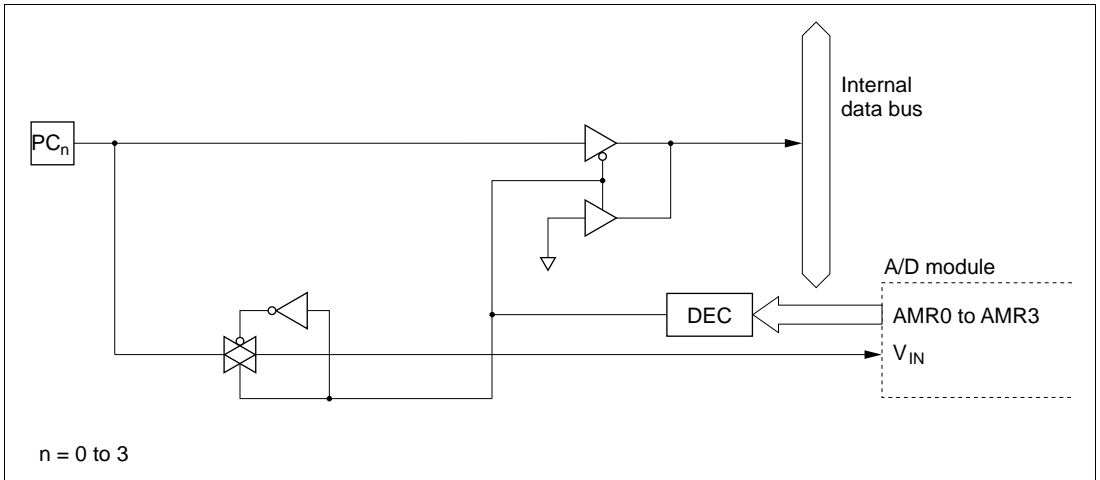 Internal
data bus
PCn
A/D module
DEC
AMR0 to AMR3
VIN
n = 0 to 3